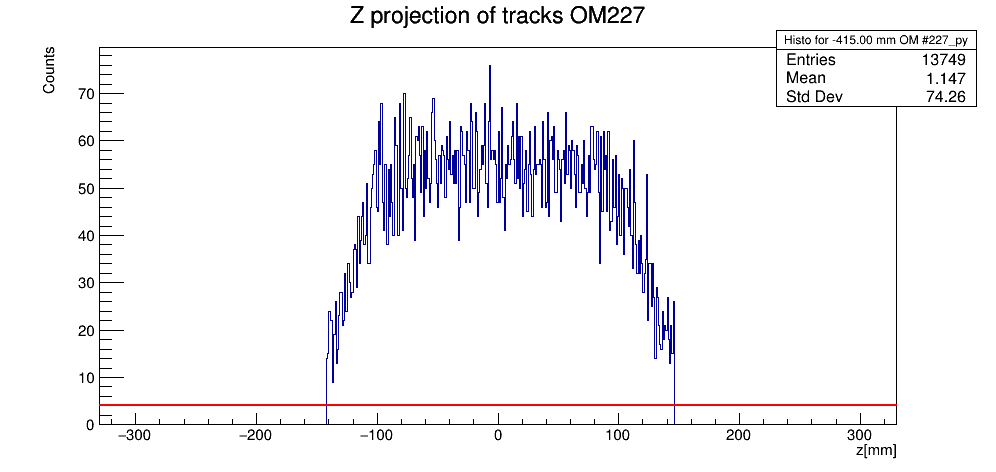 Z projection of tracks OM227
Histo for -415.00 mm OM #227_py
Entries 13749
Mean 1.147
Std Dev 74.26
Counts
70
60
50
40
30
20
10
0
−300 −200 −100 0 100 200 300
z[mm]